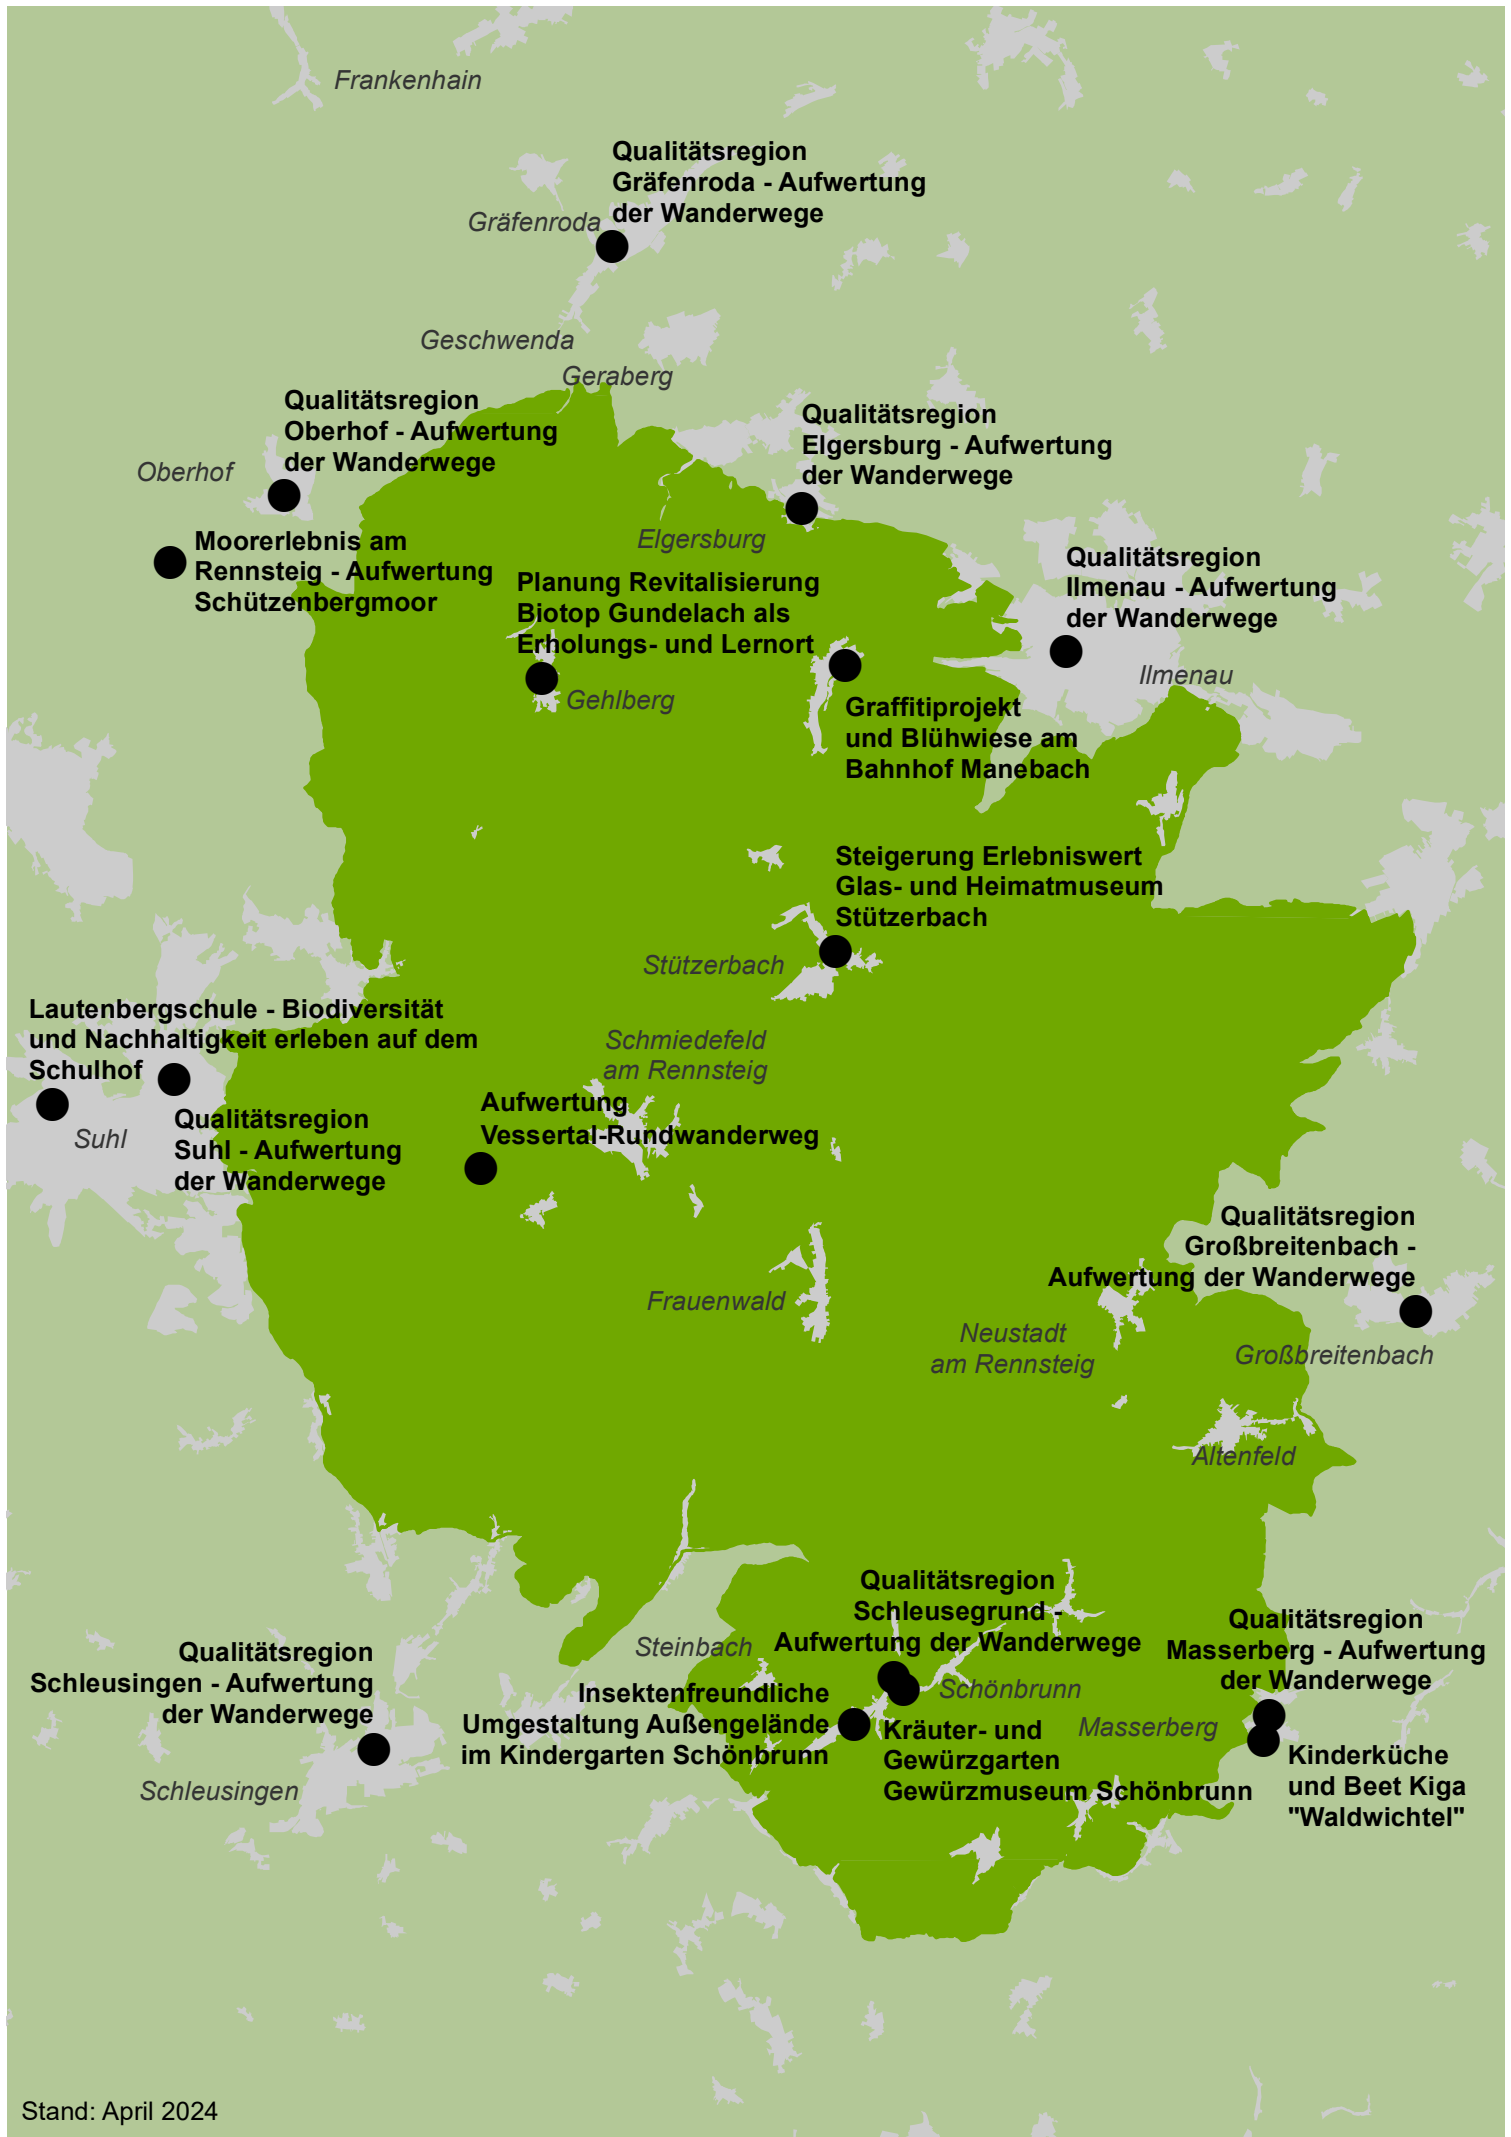 Frankenhain
Qualitätsregion
Gräfenroda - Aufwertung
der Wanderwege
Gräfenroda
Geschwenda
Geraberg
Qualitätsregion
Oberhof - Aufwertung
der Wanderwege
Oberhof
Qualitätsregion
Elgersburg - Aufwertung
der Wanderwege
Elgersburg
Moorerlebnis am
Rennsteig - Aufwertung
Schützenbergmoor
Planung Revitalisierung
Biotop Gundelach als
Erholungs- und Lernort
Gehlberg
Qualitätsregion
Ilmenau - Aufwertung
der Wanderwege
Ilmenau
Graffitiprojekt
und Blühwiese am
Bahnhof Manebach
Steigerung Erlebniswert
Glas- und Heimatmuseum
Stützerbach
Stützerbach
Lautenbergschule - Biodiversität
und Nachhaltigkeit erleben auf dem
Schulhof
Suhl
Qualitätsregion
Suhl - Aufwertung
der Wanderwege
Schmiedefeld
am Rennsteig
Aufwertung
Vessertal-Rundwanderweg
Qualitätsregion
Großbreitenbach -
Aufwertung der Wanderwege
Frauenwald
Neustadt
am Rennsteig
Großbreitenbach
Altenfeld
Qualitätsregion
Schleusegrund -
Aufwertung der Wanderwege
Steinbach
Schönbrunn
Qualitätsregion
Masserberg - Aufwertung
der Wanderwege
Masserberg
Qualitätsregion
Schleusingen - Aufwertung
der Wanderwege
Schleusingen
Insektenfreundliche
Umgestaltung Außengelände
im Kindergarten Schönbrunn
Kräuter- und
Gewürzgarten
Gewürzmuseum Schönbrunn
Kinderküche
und Beet Kiga
"Waldwichtel"
Stand: April 2024